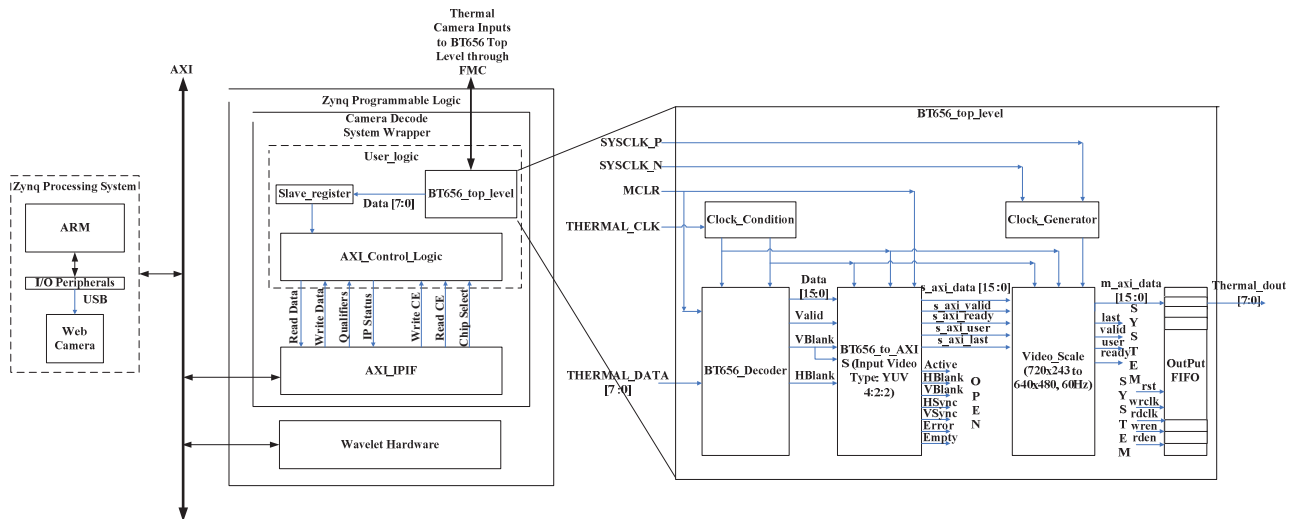 Thermal
Camera Inputs
to BT656 Top
Level through
FMC
AXI
Zynq Processing System
ARM
I/O Peripherals
USB
Web
Camera
Zynq Programmable Logic
Camera Decode
System Wrapper
User_logic
Slave_register
Data [7:0]
BT656_top_level
AXI_Control_Logic
Read Data
Write Data
Qualifiers
IP Status
Write CE
Read CE
Chip Select
AXI_IPIF
Wavelet Hardware
BT656_top_level
SYSCLK_P
SYSCLK_N
MCLR
THERMAL_CLK
THERMAL_DATA
[7:0]
Clock_Condition
Clock_Generator
BT656_Decoder
Data
[15:0]
Valid
VBlank
HBlank
BT656_to_AXI
S (Input Video
Type: YUV
4:2:2)
s_axi_data [15:0]
s_axi_valid
s_axi_ready
s_axi_user
s_axi_last
Active
HBlank
VBlank
HSync
VSync
Error
Empty
OPEN
Video_Scale
(720x243 to
640x480, 60Hz)
m_axi_data
[15:0]
last
valid
user
ready
SYSTEM
rst
wrclk
rdclk
wren
rden
SYSTEM
OutPut
FIFO
Thermal_dout
[7:0]